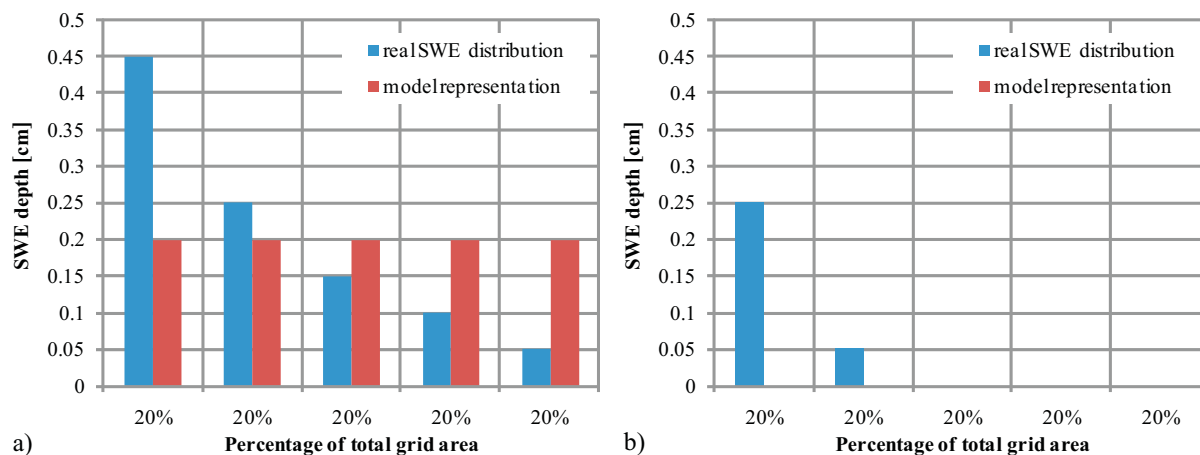 0.5
0.45
0.4
0.35
0.3
0.25
0.2
0.15
0.1
0.05
0
SWE depth [cm]
real SWE distribution
model representation
20% 20% 20% 20% 20%
Percentage of total grid area
a)
0.5
0.45
0.4
0.35
0.3
0.25
0.2
0.15
0.1
0.05
0
SWE depth [cm]
real SWE distribution
model representation
20% 20% 20% 20% 20%
Percentage of total grid area
b)